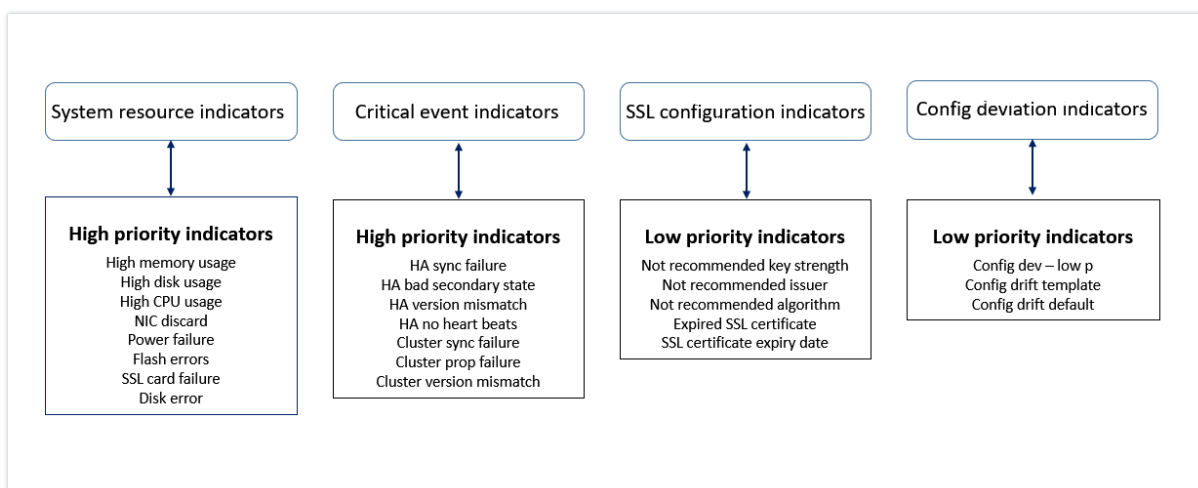 System resource indicators
Critical event indicators
SSL configuration indicators
Config deviation indicators
High priority indicators
High memory usage
High disk usage
High CPU usage
NIC discard
Power failure
Flash errors
SSL card failure
Disk error
High priority indicators
HA sync failure
HA bad secondary state
HA version mismatch
HA no heart beats
Cluster sync failure
Cluster prop failure
Cluster version mismatch
Low priority indicators
Not recommended key strength
Not recommended issuer
Not recommended algorithm
Expired SSL certificate
SSL certificate expiry date
Low priority indicators
Config dev – low p
Config drift template
Config drift default